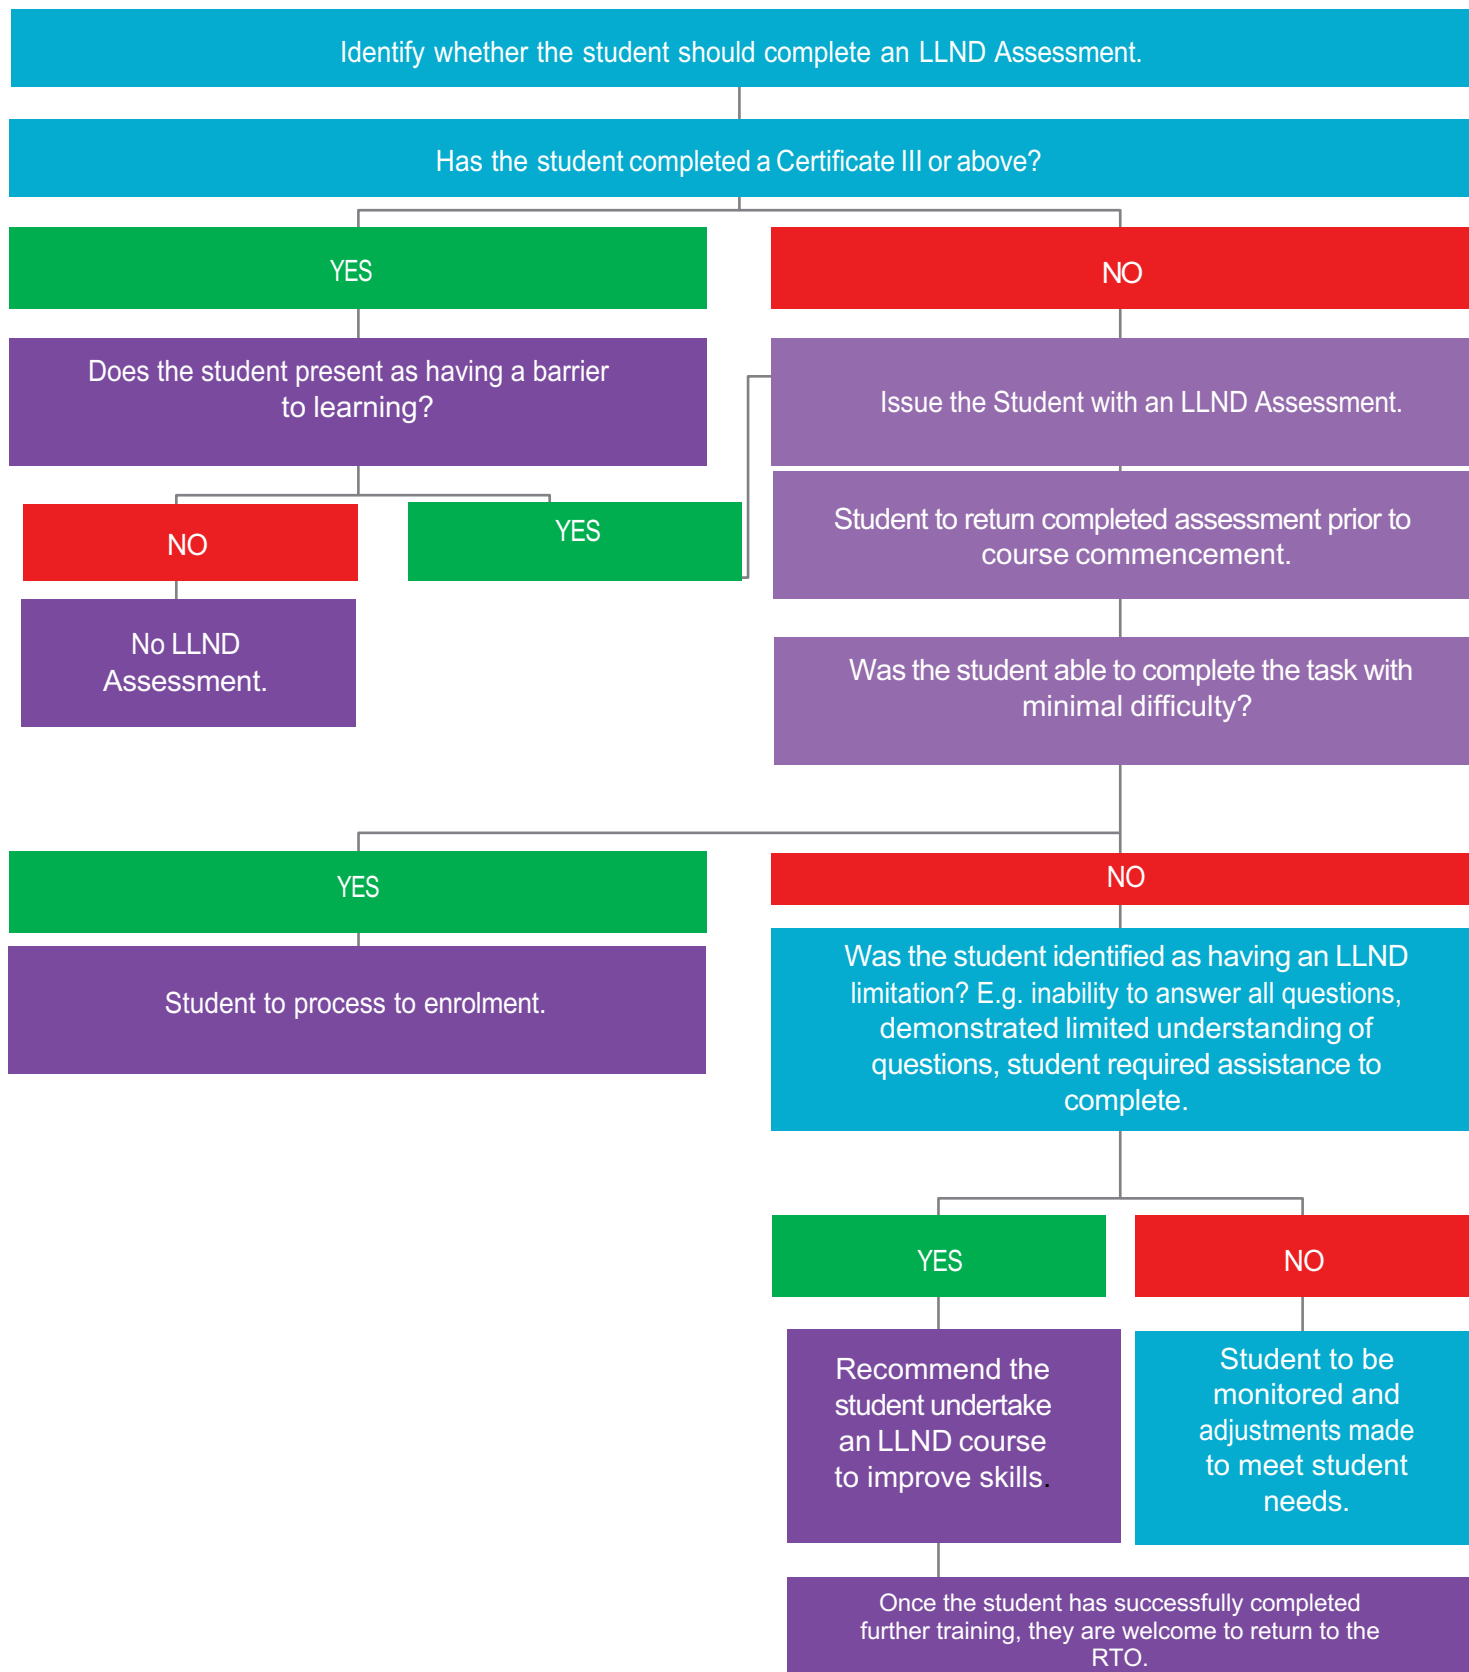 Identify whether the student should complete an LLND Assessment.
Has the student completed a Certificate III or above?
YES
NO
Does the student present as having a barrier
to learning?
Issue the Student with an LLND Assessment.
NO
YES
Student to return completed assessment prior to
course commencement.
No LLND
Assessment.
Was the student able to complete the task with
minimal difficulty?
YES
NO
Student to process to enrolment.
Was the student identified as having an LLND
limitation? E.g. inability to answer all questions,
demonstrated limited understanding of
questions, student required assistance to
complete.
YES
NO
Recommend the
student undertake
an LLND course
to improve skills.
Student to be
monitored and
adjustments made
to meet student
needs.
Once the student has successfully completed
further training, they are welcome to return to the
RTO.